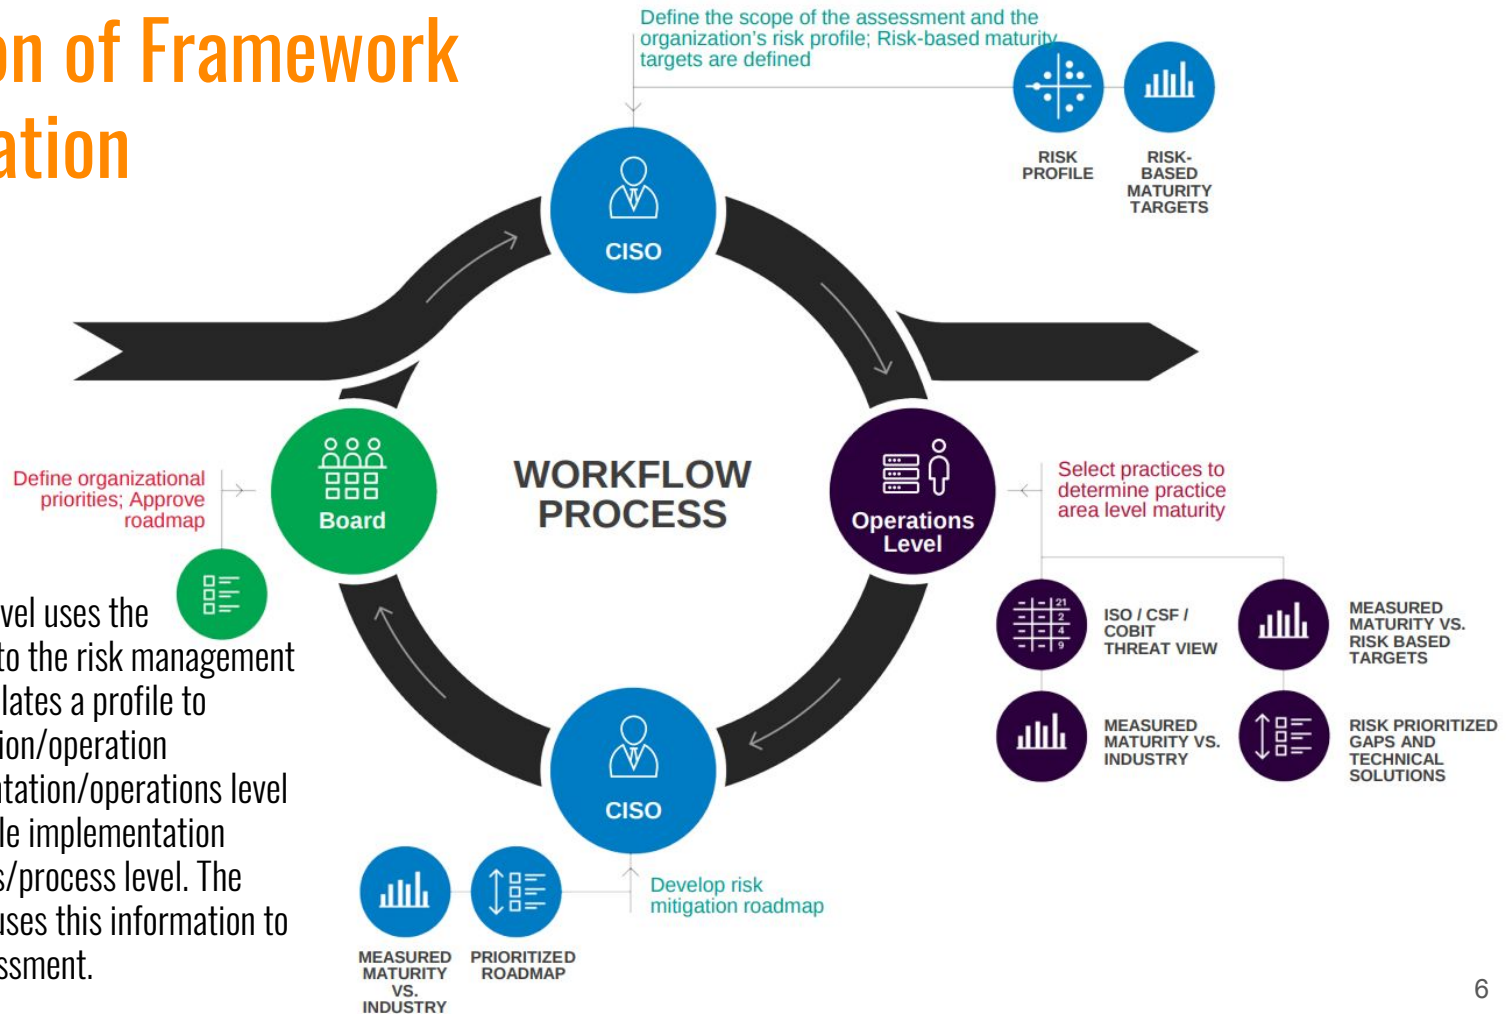 on of Framework
ation
Define the scope of the assessment and the
organization's risk profile; Risk-based maturity
targets are defined
RISK
PROFILE
RISK-
BASED
MATURITY
TARGETS
CISO
Define organizational
priorities; Approve
roadmap
Board
WORKFLOW
PROCESS
Operations
Level
Select practices to
determine practice
area level maturity
21
2
4
9
ISO / CSF /
COBIT
THREAT VIEW
MEASURED
MATURITY VS.
RISK BASED
TARGETS
MEASURED
MATURITY VS.
INDUSTRY
RISK PRIORITIZED
GAPS AND
TECHNICAL
SOLUTIONS
vel uses the
to the risk management
lates a profile to
ion/operation
ntation/operations level
le implementation
s/process level. The
uses this information to
ssment.
CISO
Develop risk
mitigation roadmap
MEASURED
MATURITY
VS.
INDUSTRY
PRIORITIZED
ROADMAP
6